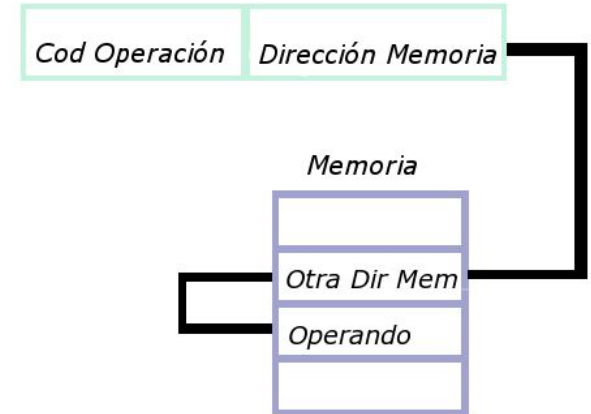 Cod Operación Dirección Memoria
Memoria
Otra Dir Mem
Operando